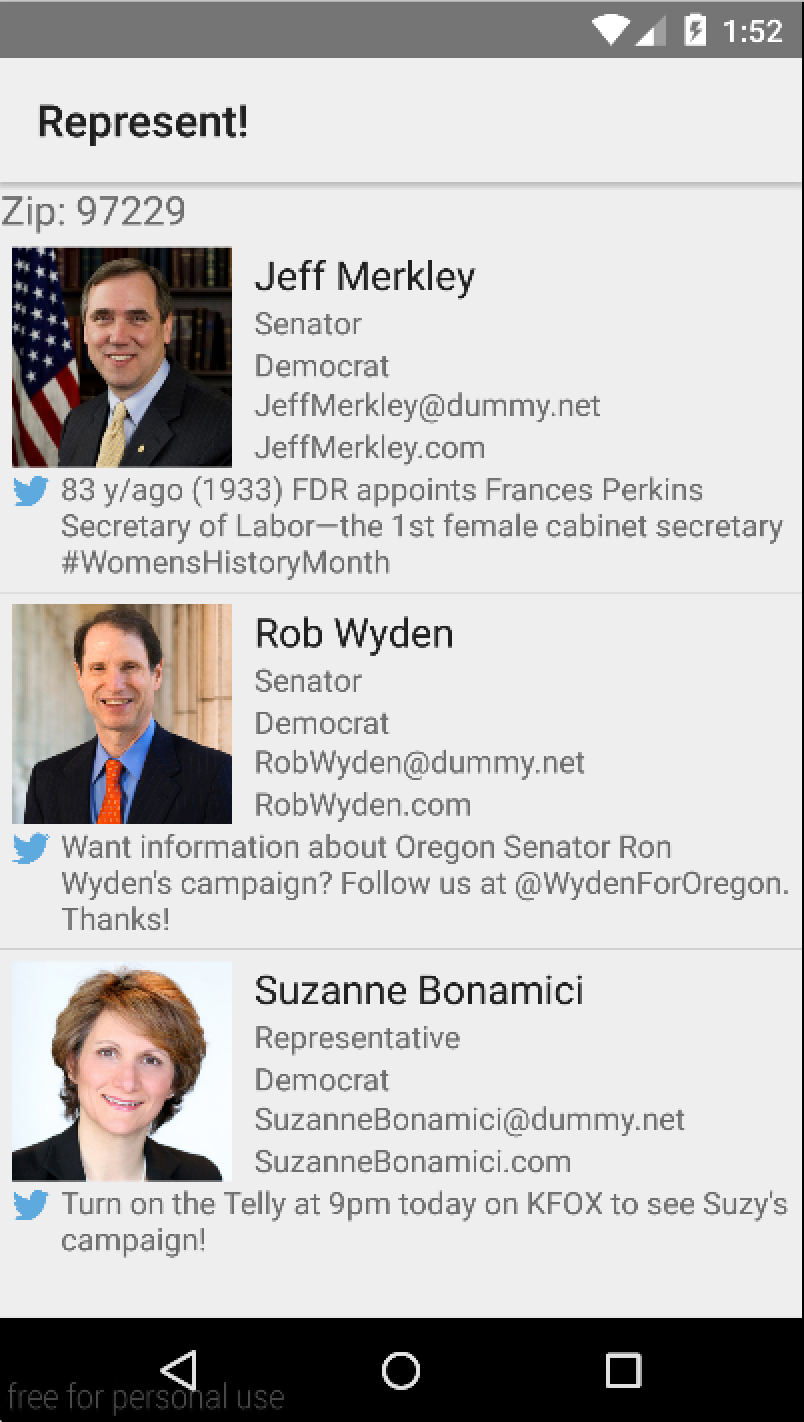 1:52
Represent!
Zip: 97229
Jeff Merkley
Senator
Democrat
JeffMerkley@dummy.net
JeffMerkley.com
83 y/ago (1933) FDR appoints Frances Perkins
Secretary of Labor—the 1st female cabinet secretary
#WomensHistoryMonth
Rob Wyden
Senator
Democrat
RobWyden@dummy.net
RobWyden.com
Want information about Oregon Senator Ron
Wyden's campaign? Follow us at @WydenForOregon.
Thanks!
Suzanne Bonamici
Representative
Democrat
SuzanneBonamici@dummy.net
SuzanneBonamici.com
Turn on the Telly at 9pm today on KFOX to see Suzy's
campaign!
free for personal use